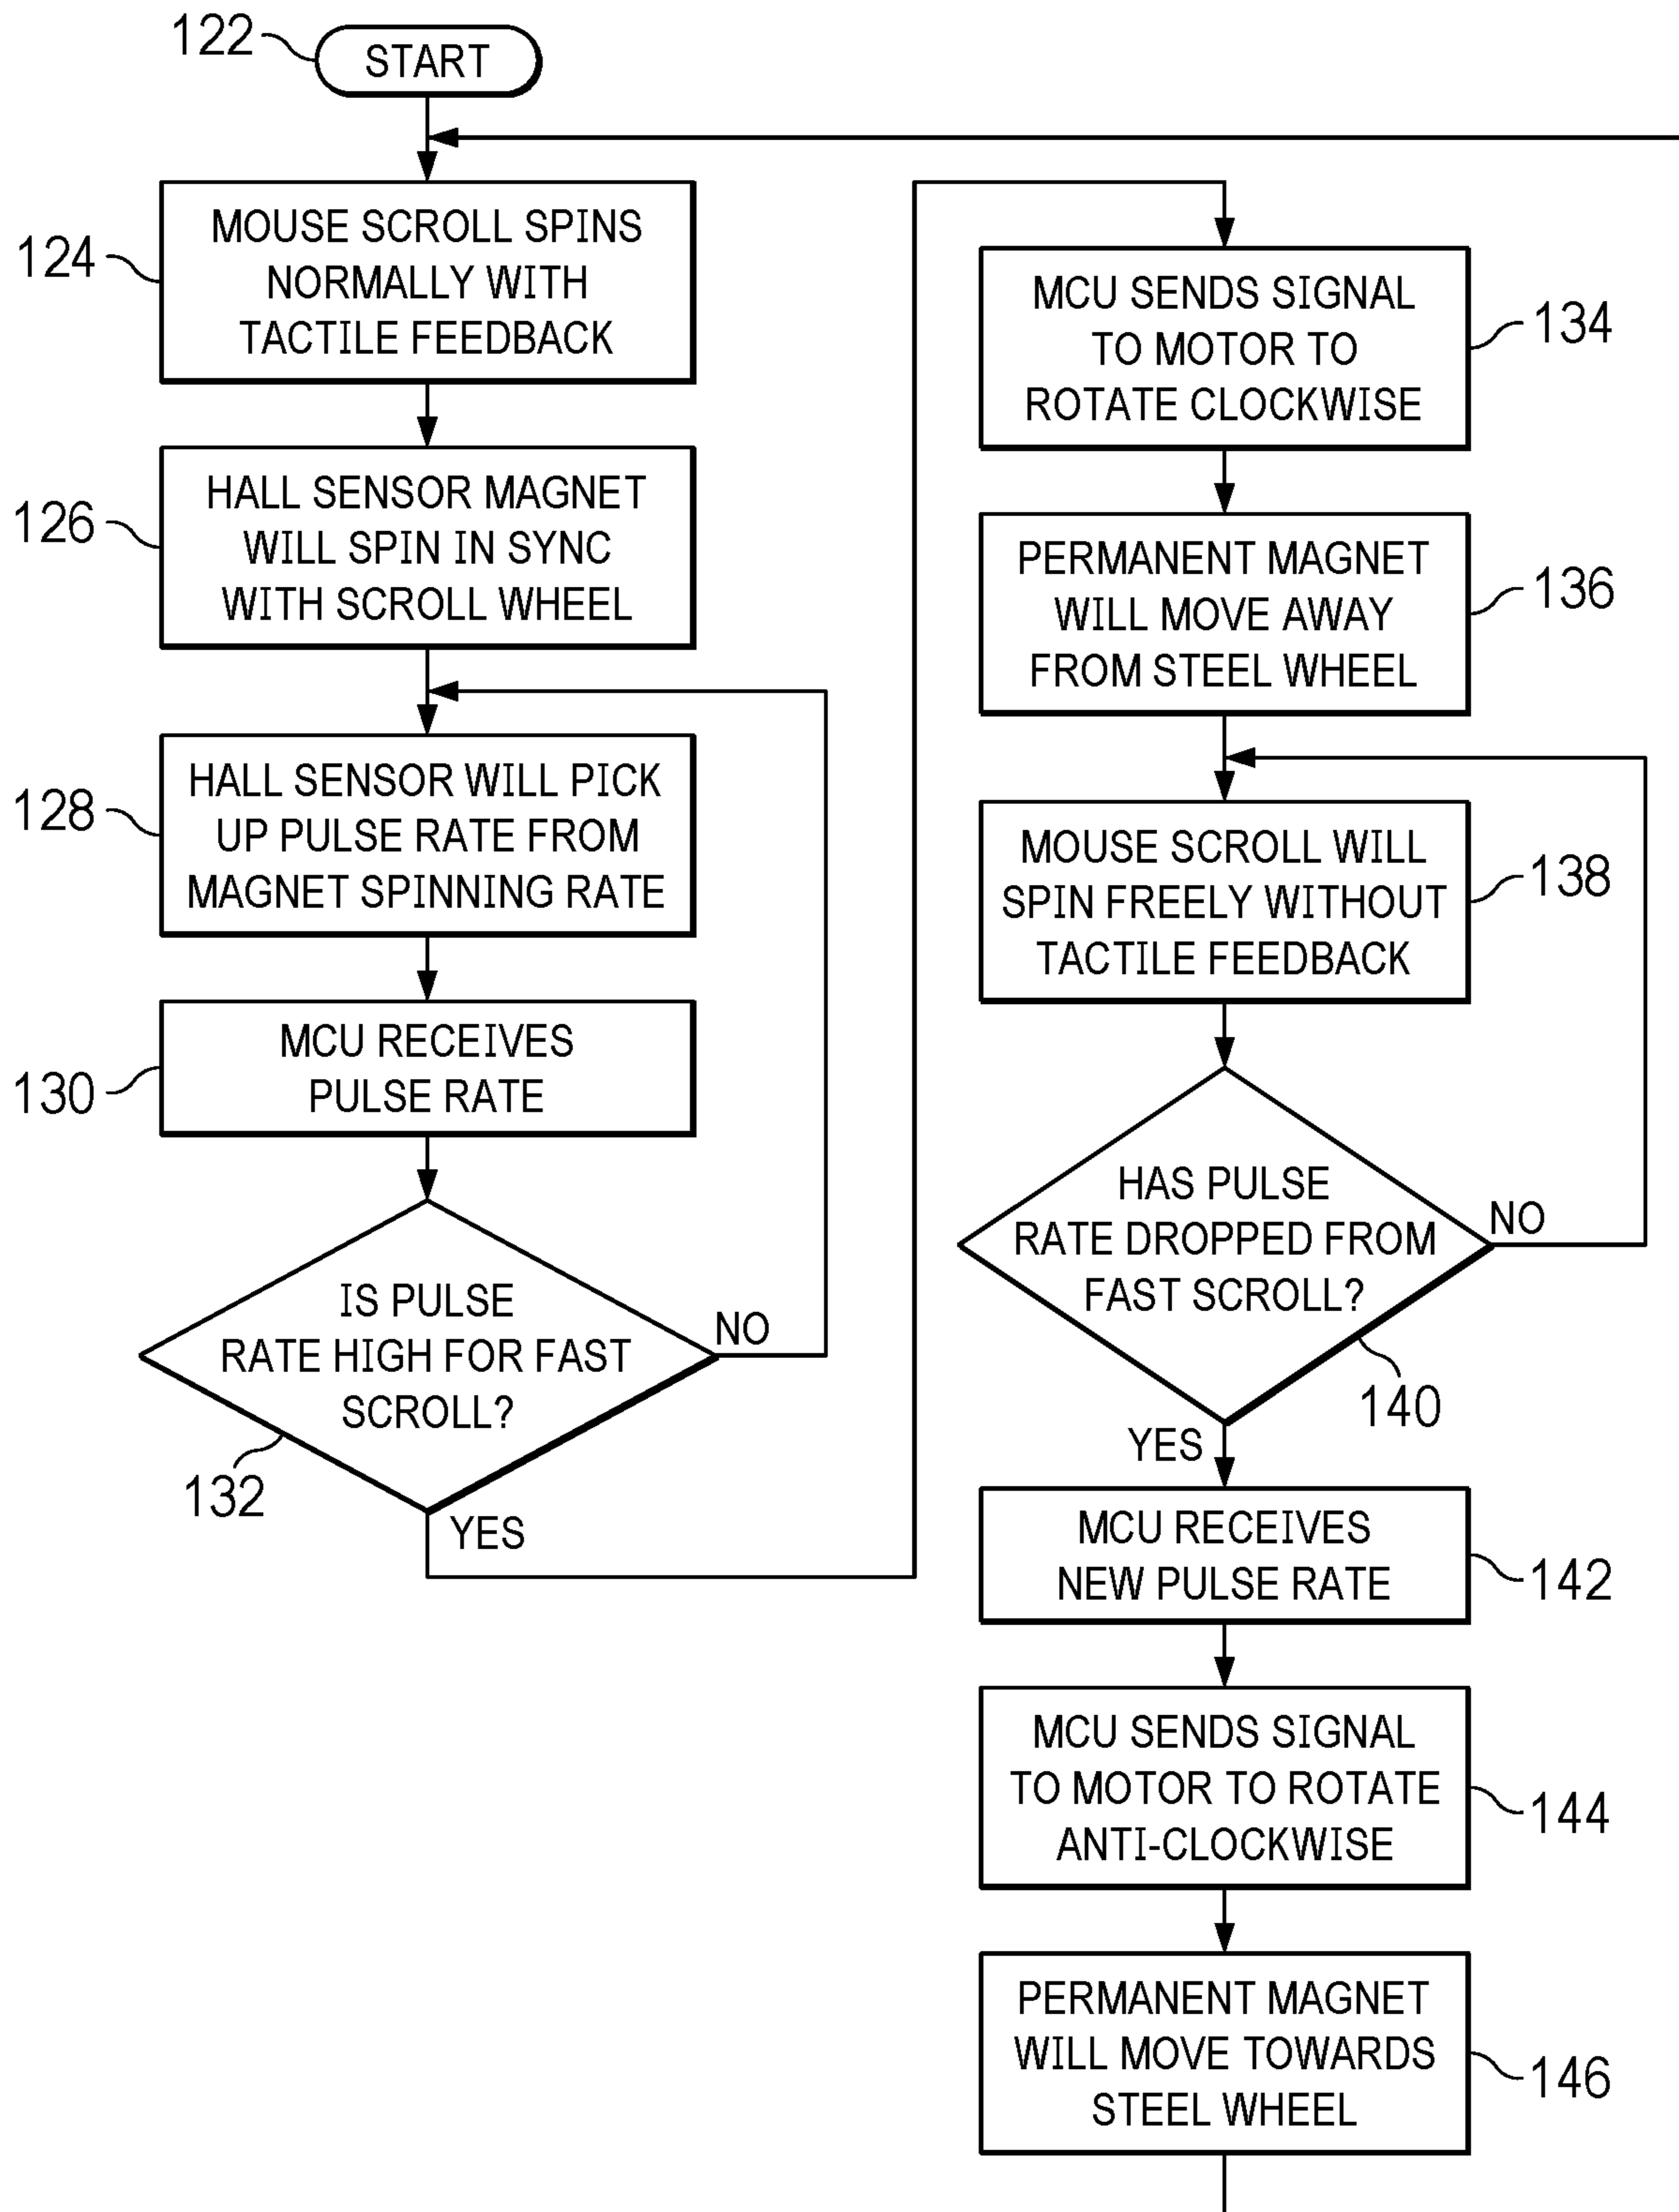 122
START
124
MOUSE SCROLL SPINS
NORMALLY WITH
TACTILE FEEDBACK
126
HALL SENSOR MAGNET
WILL SPIN IN SYNC
WITH SCROLL WHEEL
128
HALL SENSOR WILL PICK
UP PULSE RATE FROM
MAGNET SPINNING RATE
130
MCU RECEIVES
PULSE RATE
IS PULSE
RATE HIGH FOR FAST
SCROLL?
NO
132
YES
MCU SENDS SIGNAL
TO MOTOR TO
ROTATE CLOCKWISE
134
PERMANENT MAGNET
WILL MOVE AWAY
FROM STEEL WHEEL
136
MOUSE SCROLL WILL
SPIN FREELY WITHOUT
TACTILE FEEDBACK
138
HAS PULSE
RATE DROPPED FROM
FAST SCROLL?
NO
140
YES
MCU RECEIVES
NEW PULSE RATE
142
MCU SENDS SIGNAL
TO MOTOR TO ROTATE
ANTI-CLOCKWISE
144
PERMANENT MAGNET
WILL MOVE TOWARDS
STEEL WHEEL
146